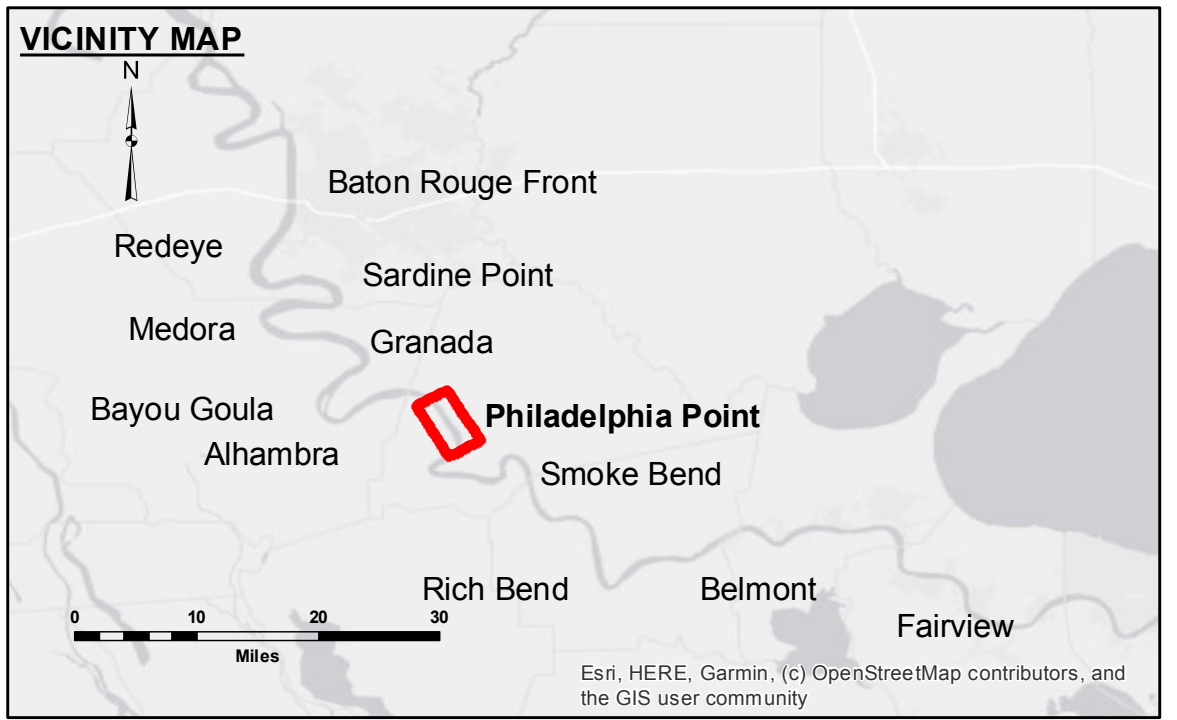 VICINITY MAP
N
Baton Rouge Front
Redeye
Sardine Point
Medora
Granada
Bayou Goula
Philadelphia Point
Alhambra
Smoke Bend
Rich Bend
Belmont
0 10 20 30
Fairview
Miles
Esri, HERE, Garmin, (c) OpenStreetMap contributors, and
the GIS user community